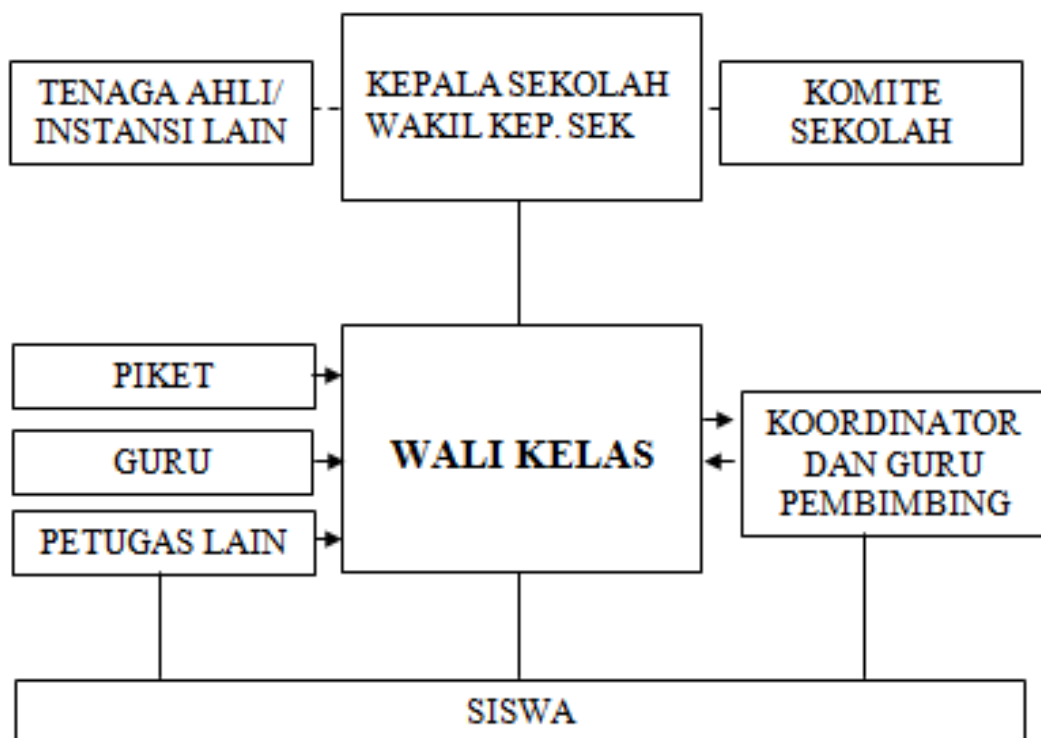 TENAGA AHLI/
INSTANSI LAIN
KEPALA SEKOLAH
WAKIL KEP. SEK
KOMITE
SEKOLAH
PIKET
GURU
PETUGAS LAIN
WALI KELAS
KOORDINATOR
DAN GURU
PEMBIMBING
SISWA